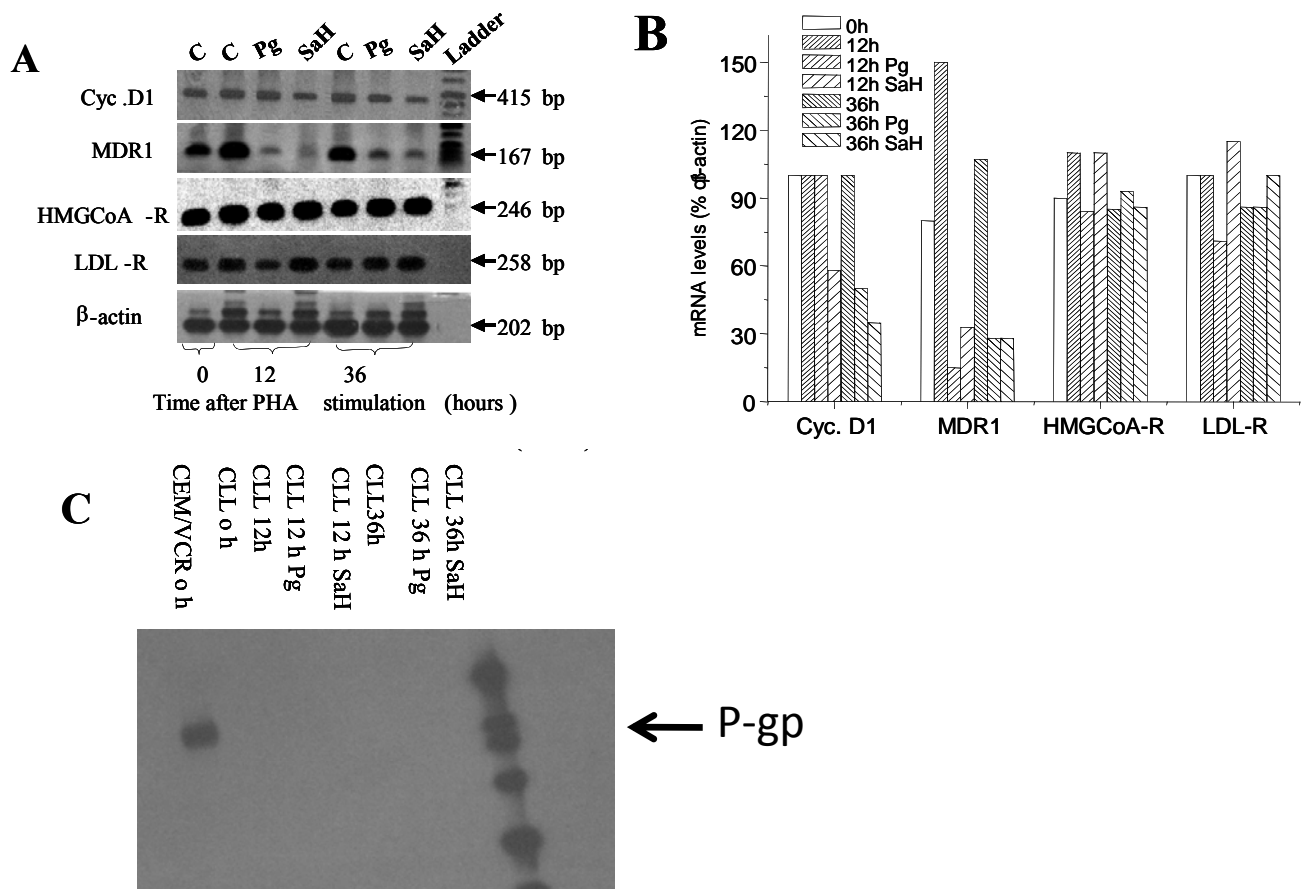 A
C C Pg SaH C Pg SaH Ladder
Cyc .D1
415 bp
MDR1
167 bp
HMGCoA -R
246 bp
LDL -R
258 bp
β-actin
202 bp
0 12 36
Time after PHA stimulation (hours )
B
0h
12h
12h Pg
12h SaH
36h
36h Pg
36h SaH
mRNA levels (% of β-actin)
150
120
90
60
30
0
Cyc. D1 MDR1 HMGCoA-R LDL-R
C
CEM/VCR o h
CLL o h
CLL 12h
CLL 12 h Pg
CLL 12 h SaH
CLL36h
CLL 36 h Pg
CLL 36h SaH
P-gp